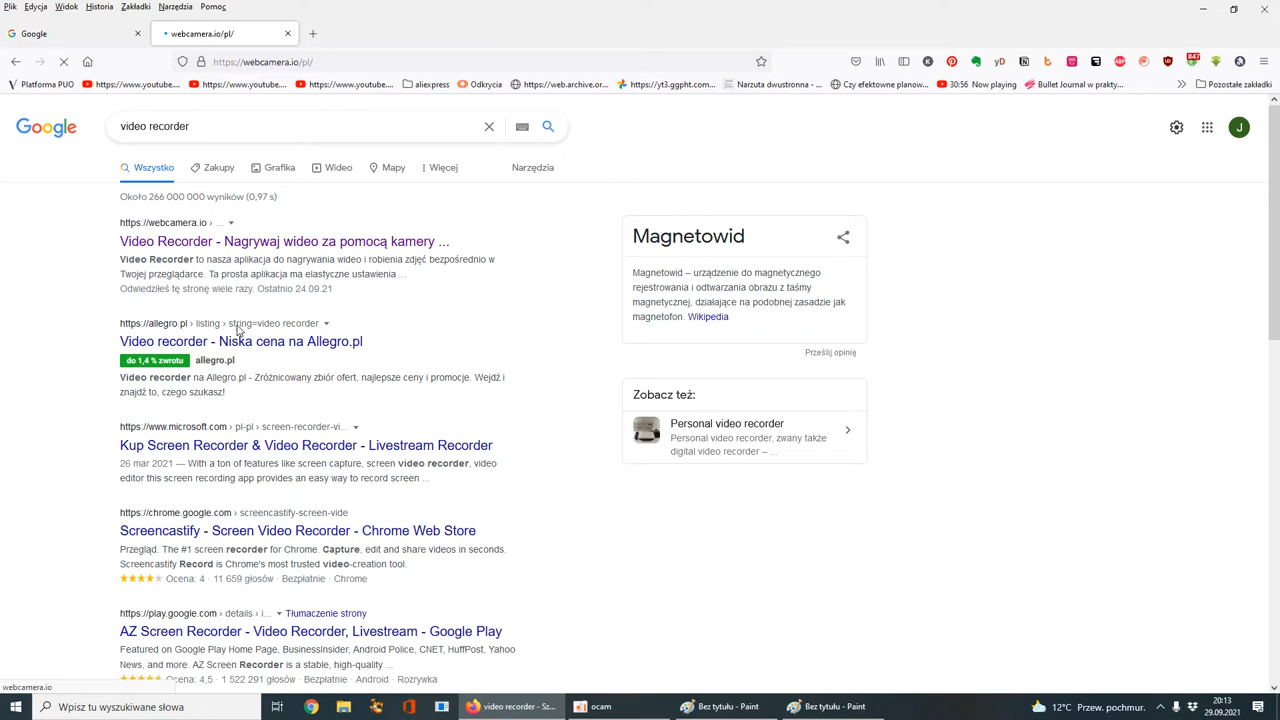 Plik Edycja Widok Historia Zakładki Narzędzia Pomoc
Google
webcamera.io/pl/
https://webcamera.io/pl/
847
Platforma PUO https://www.youtube.... https://www.youtube.... https://www.youtube.... aliexpress Odkrycia https://web.archive.or... https://yt3.ggpht.com... Narzuta dwustronna - ... Czy efektowne planow... 30:56 Now playing Bullet Journal w prakty... Pozostałe zakładki
Google
video recorder
J
Wszystko Zakupy Grafika Wideo Mapy Więcej Narzędzia
Około 266 000 000 wyników (0,97 s)
https://webcamera.io › ...
Video Recorder - Nagrywaj wideo za pomocą kamery ...
Video Recorder to nasza aplikacja do nagrywania wideo i robienia zdjęć bezpośrednio w
Twojej przeglądarce. Ta prosta aplikacja ma elastyczne ustawienia ...
Odwiedziłeś tę stronę wiele razy. Ostatnio 24.09.21
https://allegro.pl › listing › string=video recorder
Video recorder - Niska cena na Allegro.pl
do 1,4 % zwrotu allegro.pl
Video recorder na Allegro.pl - Zróżnicowany zbiór ofert, najlepsze ceny i promocje. Wejdź i
znajdź to, czego szukasz!
https://www.microsoft.com › pl-pl › screen-recorder-vi...
Kup Screen Recorder & Video Recorder - Livestream Recorder
26 mar 2021 — With a ton of features like screen capture, screen video recorder, video
editor this screen recording app provides an easy way to record screen ...
https://chrome.google.com › screencastify-screen-vide
Screencastify - Screen Video Recorder - Chrome Web Store
Przegląd. The #1 screen recorder for Chrome. Capture, edit and share videos in seconds.
Screencastify Record is Chrome's most trusted video-creation tool.
Ocena: 4 · 11 659 głosów · Bezpłatnie · Chrome
https://play.google.com › details › i... Tłumaczenie strony
AZ Screen Recorder - Video Recorder, Livestream - Google Play
Featured on Google Play Home Page, BusinessInsider, Android Police, CNET, HuffPost, Yahoo
News, and more. AZ Screen Recorder is a stable, high-quality ...
Ocena: 4,5 · 1 522 291 głosów · Bezpłatnie · Android · Rozrywka
Magnetowid
Magnetowid – urządzenie do magnetycznego
rejestrowania i odtwarzania obrazu z taśmy
magnetycznej, działające na podobnej zasadzie jak
magnetofon. Wikipedia
Prześlij opinię
Zobacz też:
Personal video recorder
Personal video recorder, zwany także
digital video recorder – ...
webcamera.io
Wpisz tu wyszukiwane słowa
video recorder - Sz...
ocam
Bez tytułu - Paint
Bez tytułu - Paint
12°C Przew. pochmur.
20:13
29.09.2021